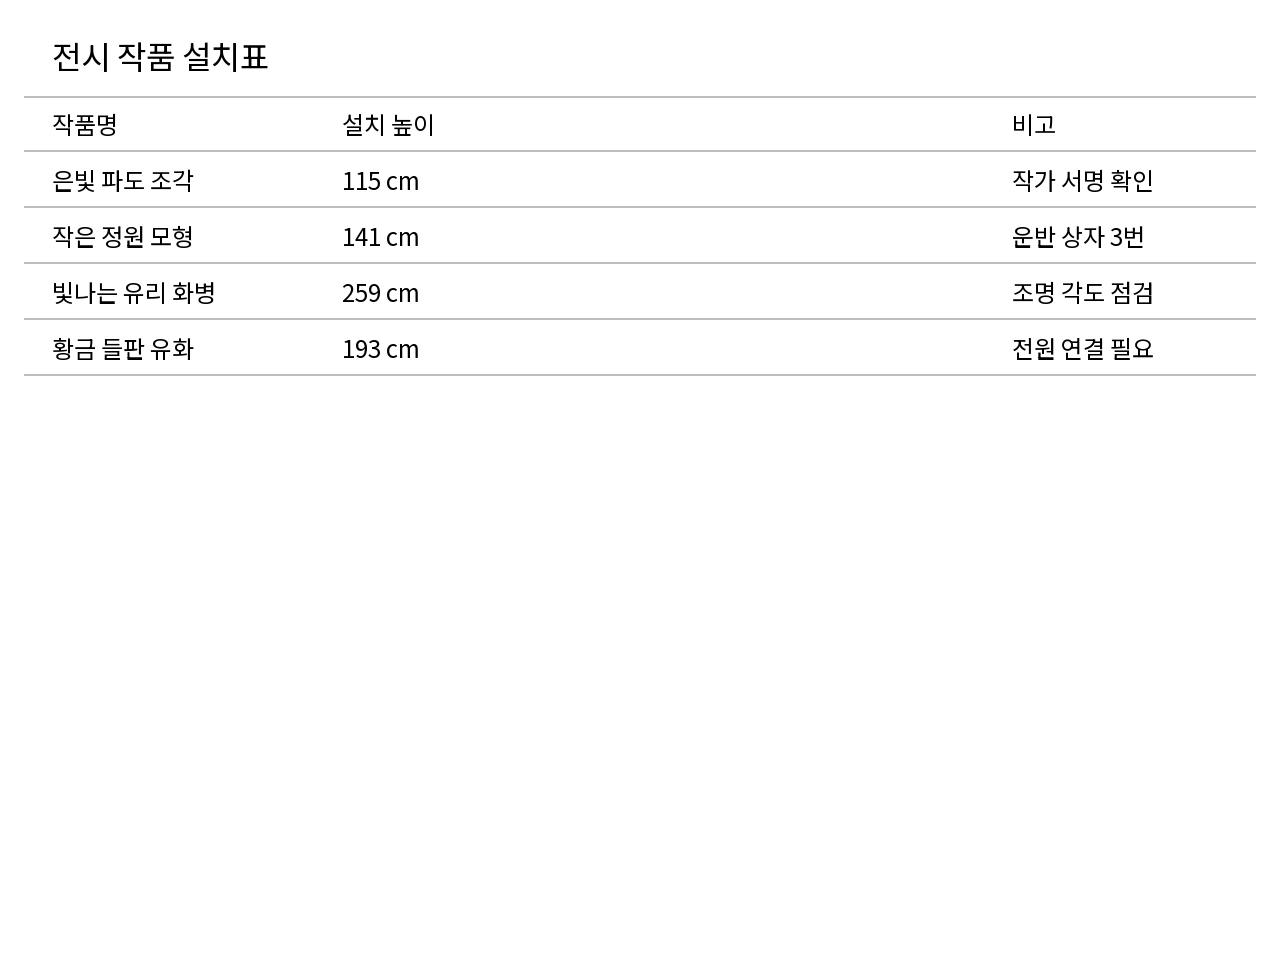 전시 작품 설치표
작품명 설치 높이 비고
은빛 파도 조각 115 cm 작가 서명 확인
작은 정원 모형 141 cm 운반 상자 3번
빛나는 유리 화병 259 cm 조명 각도 점검
황금 들판 유화 193 cm 전원 연결 필요